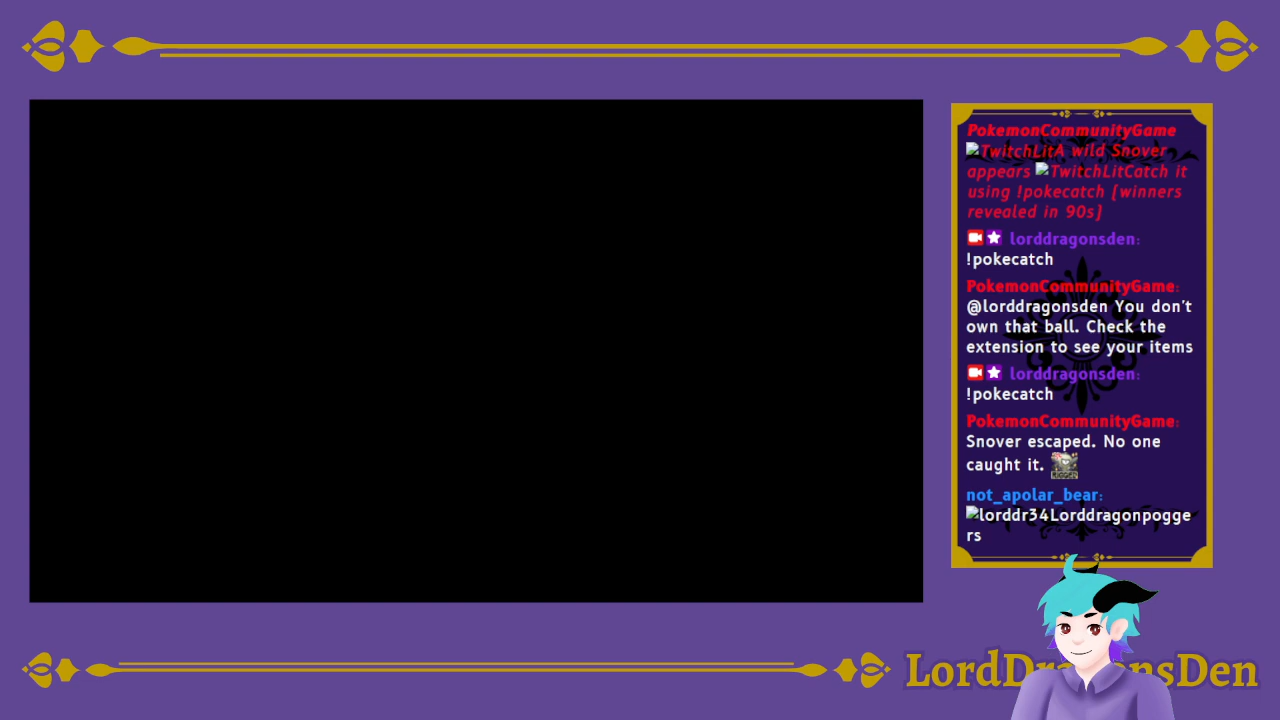 PokemonCommunityGame
TwitchLitA wild Snover
appears TwitchLitCatch it
using !pokecatch [winners
revealed in 90s]
lorddragonsden:
!pokecatch
PokemonCommunityGame:
@lorddragonsden You don't
own that ball. Check the
extension to see your items
lorddragonsden:
!pokecatch
PokemonCommunityGame:
Snover escaped. No one
caught it.
not_apolar_bear:
lorddr34Lorddragonpogge
rs
LordDragonsDen